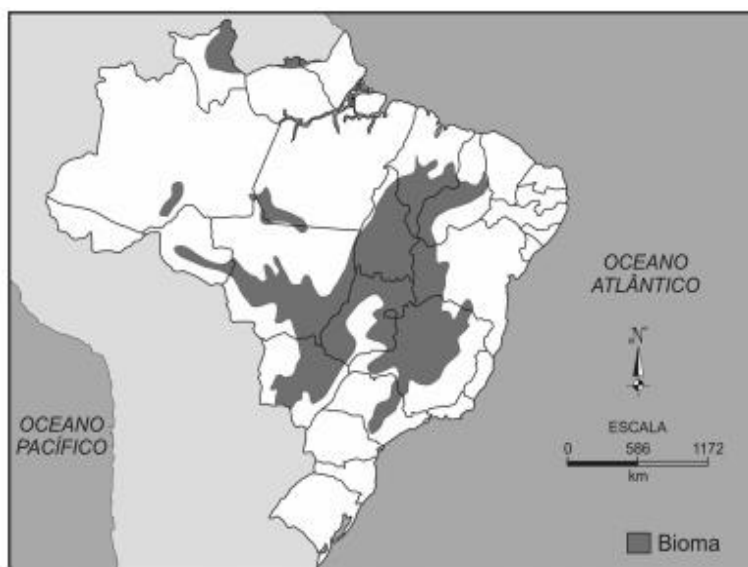 OCEANO
ATLÂNTICO
N
OCEANO
PACÍFICO
ESCALA
0 586 1172
km
Bioma